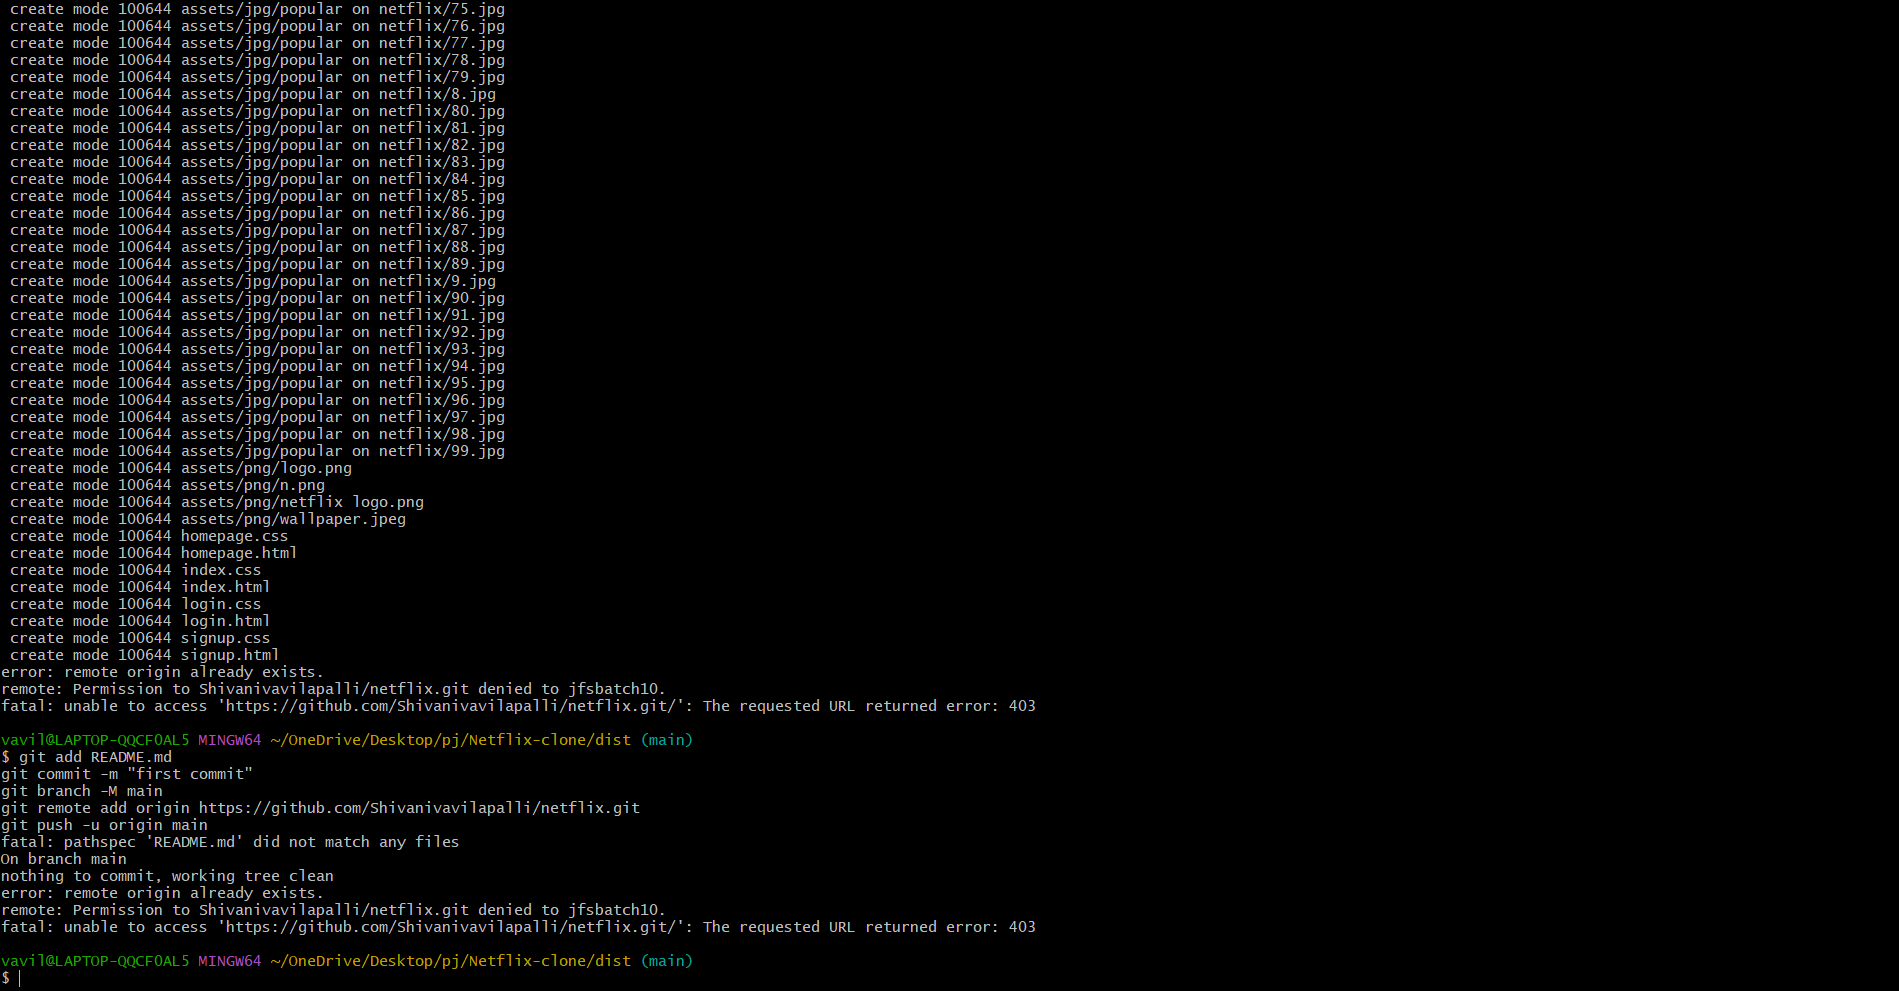 create mode 100644 assets/jpg/popular on netflix/75.jpg
create mode 100644 assets/jpg/popular on netflix/76.jpg
create mode 100644 assets/jpg/popular on netflix/77.jpg
create mode 100644 assets/jpg/popular on netflix/78.jpg
create mode 100644 assets/jpg/popular on netflix/79.jpg
create mode 100644 assets/jpg/popular on netflix/8.jpg
create mode 100644 assets/jpg/popular on netflix/80.jpg
create mode 100644 assets/jpg/popular on netflix/81.jpg
create mode 100644 assets/jpg/popular on netflix/82.jpg
create mode 100644 assets/jpg/popular on netflix/83.jpg
create mode 100644 assets/jpg/popular on netflix/84.jpg
create mode 100644 assets/jpg/popular on netflix/85.jpg
create mode 100644 assets/jpg/popular on netflix/86.jpg
create mode 100644 assets/jpg/popular on netflix/87.jpg
create mode 100644 assets/jpg/popular on netflix/88.jpg
create mode 100644 assets/jpg/popular on netflix/89.jpg
create mode 100644 assets/jpg/popular on netflix/9.jpg
create mode 100644 assets/jpg/popular on netflix/90.jpg
create mode 100644 assets/jpg/popular on netflix/91.jpg
create mode 100644 assets/jpg/popular on netflix/92.jpg
create mode 100644 assets/jpg/popular on netflix/93.jpg
create mode 100644 assets/jpg/popular on netflix/94.jpg
create mode 100644 assets/jpg/popular on netflix/95.jpg
create mode 100644 assets/jpg/popular on netflix/96.jpg
create mode 100644 assets/jpg/popular on netflix/97.jpg
create mode 100644 assets/jpg/popular on netflix/98.jpg
create mode 100644 assets/jpg/popular on netflix/99.jpg
create mode 100644 assets/png/logo.png
create mode 100644 assets/png/n.png
create mode 100644 assets/png/netflix logo.png
create mode 100644 assets/png/wallpaper.jpeg
create mode 100644 homepage.css
create mode 100644 homepage.html
create mode 100644 index.css
create mode 100644 index.html
create mode 100644 login.css
create mode 100644 login.html
create mode 100644 signup.css
create mode 100644 signup.html
error: remote origin already exists.
remote: Permission to Shivanivavilapalli/netflix.git denied to jfsbatch10.
fatal: unable to access 'https://github.com/Shivanivavilapalli/netflix.git/': The requested URL returned error: 403
vavil@LAPTOP-QQCF0AL5 MINGW64 ~/OneDrive/Desktop/pj/Netflix-clone/dist (main)
$ git add README.md
git commit -m "first commit"
git branch -M main
git remote add origin https://github.com/Shivanivavilapalli/netflix.git
git push -u origin main
fatal: pathspec 'README.md' did not match any files
On branch main
nothing to commit, working tree clean
error: remote origin already exists.
remote: Permission to Shivanivavilapalli/netflix.git denied to jfsbatch10.
fatal: unable to access 'https://github.com/Shivanivavilapalli/netflix.git/': The requested URL returned error: 403
vavil@LAPTOP-QQCF0AL5 MINGW64 ~/OneDrive/Desktop/pj/Netflix-clone/dist (main)
$